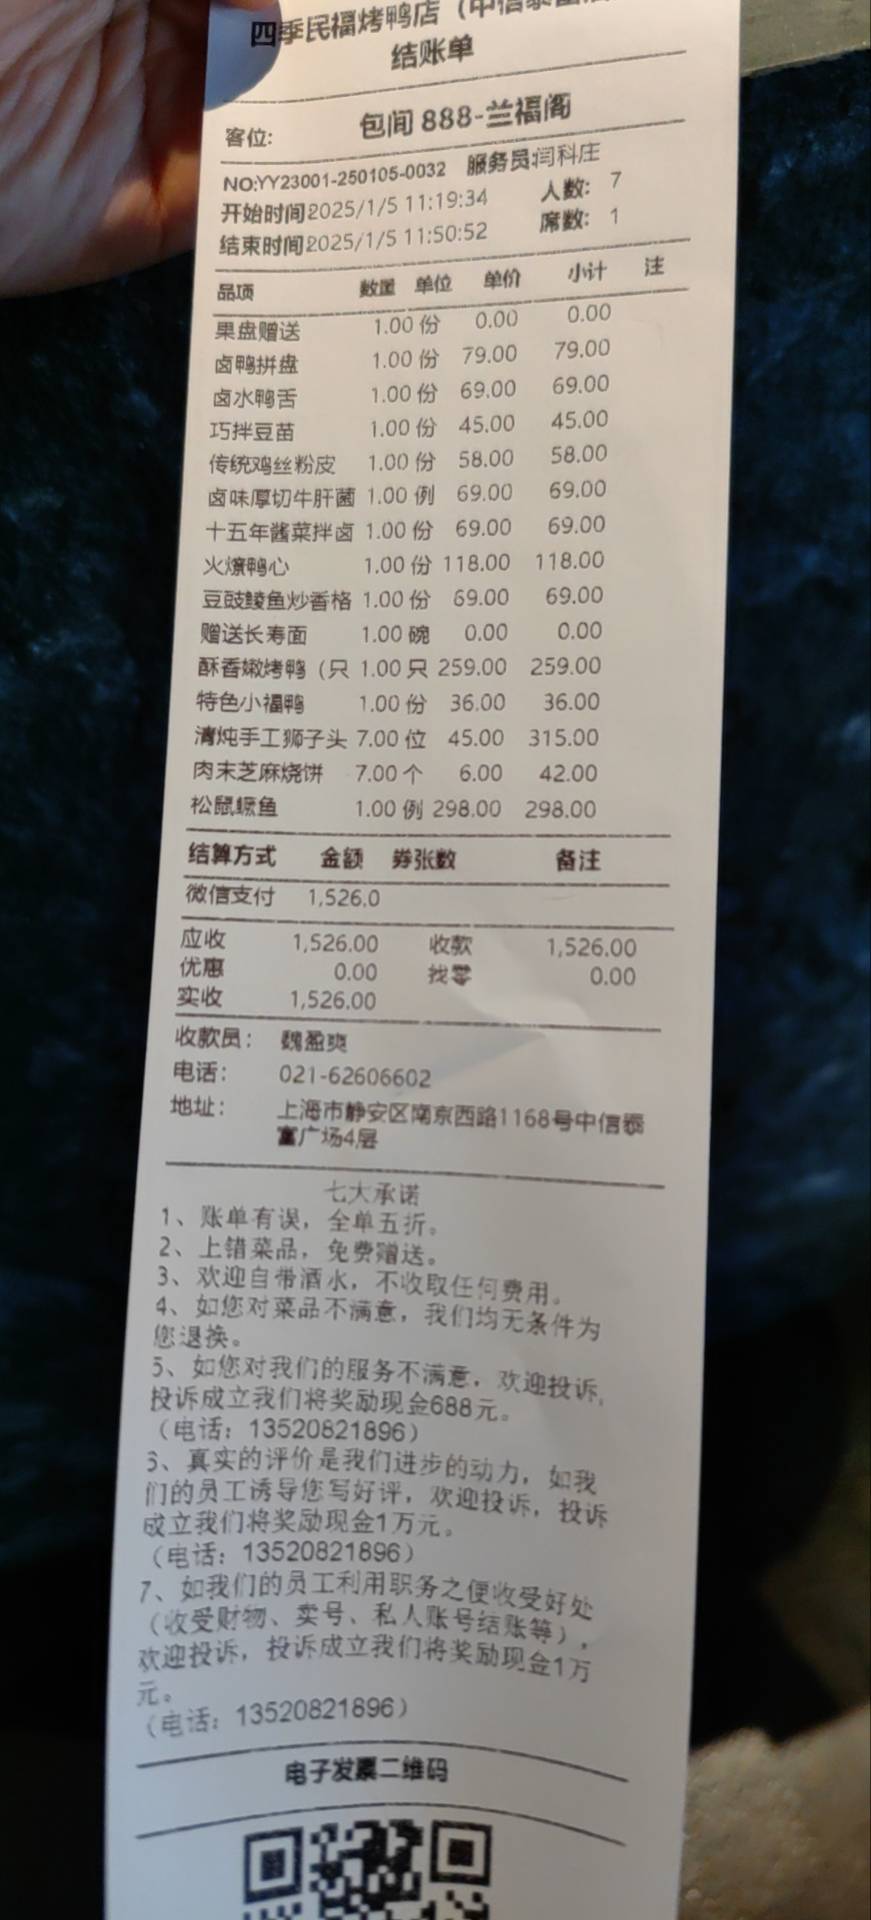 四季民福烤鸭店（中信泰富店
结账单
客位: 包间 888-兰福阁
NO:YY23001-250105-0032 服务员:闫科庄
开始时间2025/1/5 11:19:34 人数: 7
结束时间2025/1/5 11:50:52 席数: 1
品项 数量 单位 单价 小计 注
果盘赠送 1.00 份 0.00 0.00
卤鸭拼盘 1.00 份 79.00 79.00
卤水鸭舌 1.00 份 69.00 69.00
巧拌豆苗 1.00 份 45.00 45.00
传统鸡丝粉皮 1.00 份 58.00 58.00
卤味厚切牛肝菌 1.00 例 69.00 69.00
十五年酱菜拌卤 1.00 份 69.00 69.00
火燎鸭心 1.00 份 118.00 118.00
豆豉鲮鱼炒香格 1.00 份 69.00 69.00
赠送长寿面 1.00 碗 0.00 0.00
酥香嫩烤鸭（只 1.00 只 259.00 259.00
特色小福鸭 1.00 份 36.00 36.00
清炖手工狮子头 7.00 位 45.00 315.00
肉末芝麻烧饼 7.00 个 6.00 42.00
松鼠鳜鱼 1.00 例 298.00 298.00
结算方式 金额 券张数 备注
微信支付 1,526.0
应收 1,526.00 收款 1,526.00
优惠 0.00 找零 0.00
实收 1,526.00
收款员: 魏盈爽
电话: 021-62606602
地址: 上海市静安区南京西路1168号中信泰
富广场4层
七大承诺
1、账单有误，全单五折。
2、上错菜品，免费赠送。
3、欢迎自带酒水，不收取任何费用。
4、如您对菜品不满意，我们均无条件为
您退换。
5、如您对我们的服务不满意，欢迎投诉，
投诉成立我们将奖励现金688元。
（电话：13520821896）
6、真实的评价是我们进步的动力，如我
们的员工诱导您写好评，欢迎投诉，投诉
成立我们将奖励现金1万元。
（电话：13520821896）
7、如我们的员工利用职务之便收受好处
（收受财物、卖号、私人账号结账等），
欢迎投诉，投诉成立我们将奖励现金1万
元。
（电话：13520821896）
电子发票二维码